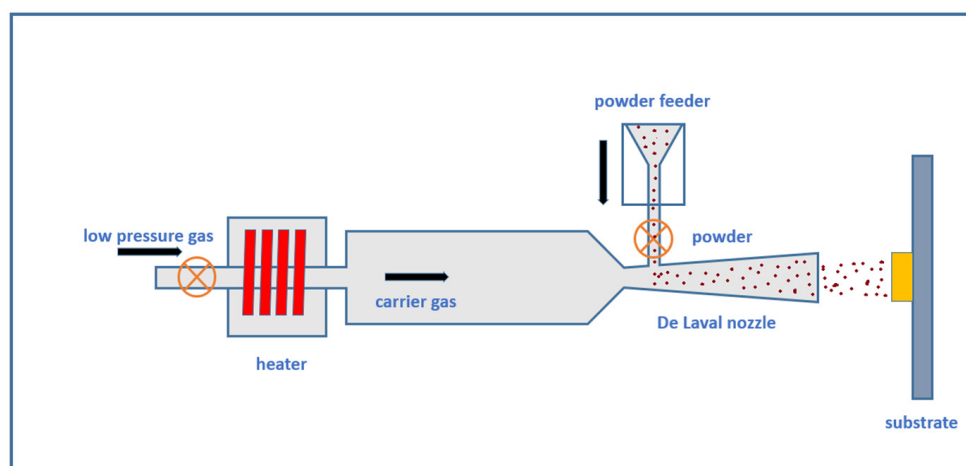 powder feeder
low pressure gas
powder
carrier gas
De Laval nozzle
heater
substrate